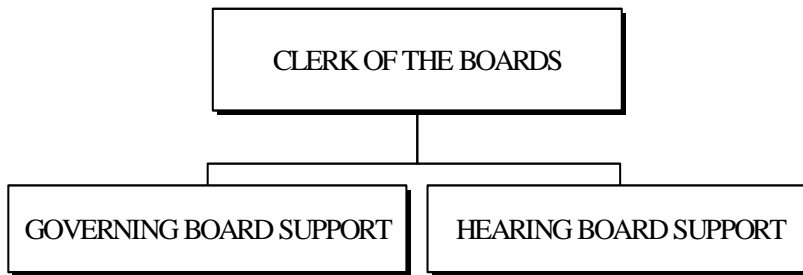 CLERK OF THE BOARDS
GOVERNING BOARD SUPPORT
HEARING BOARD SUPPORT